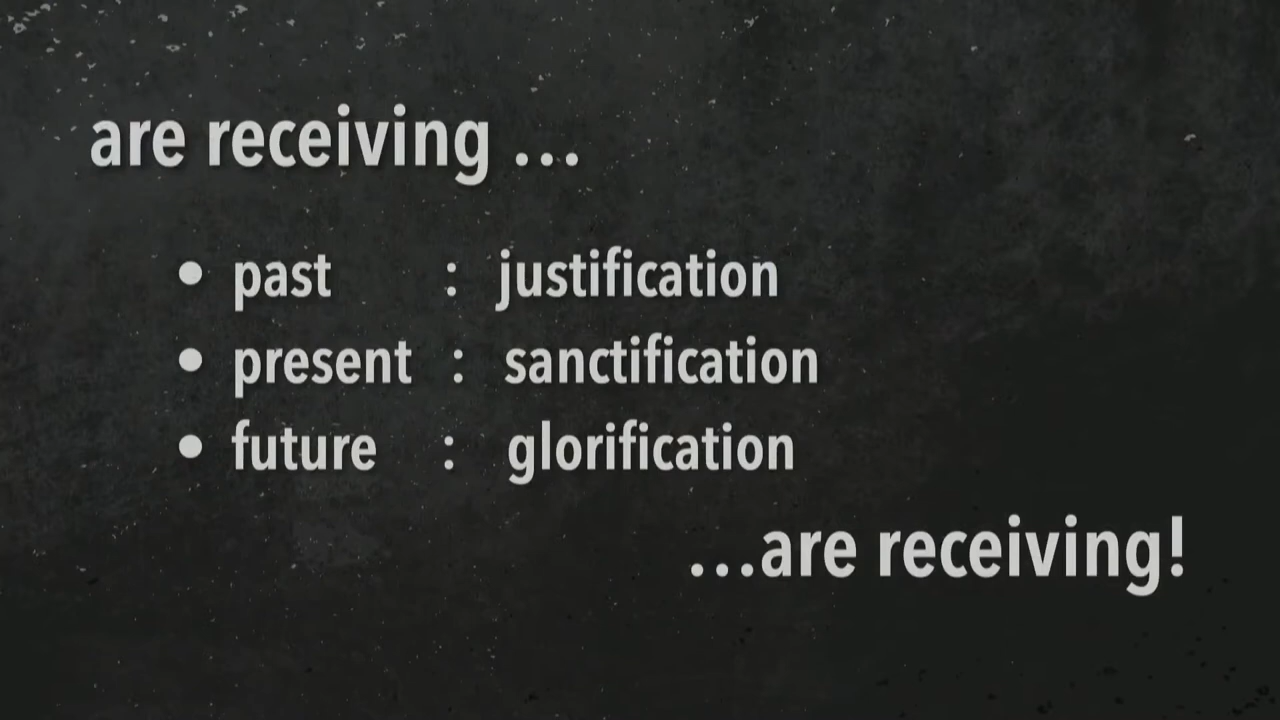 are receiving ...
• past : justification
• present : sanctification
• future : glorification
...are receiving!